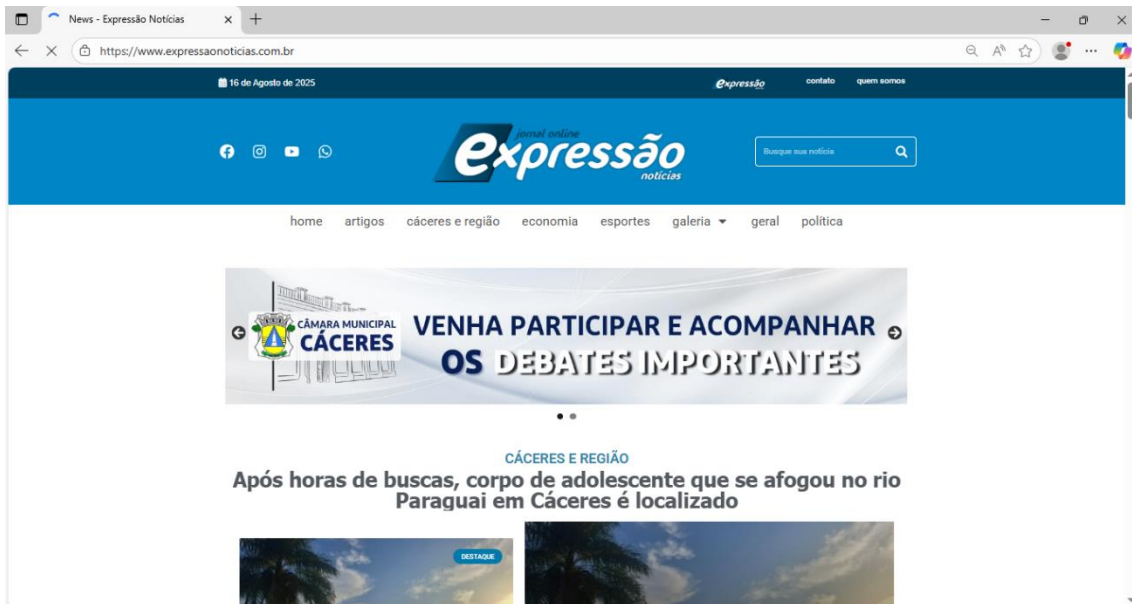 News - Expressão Notícias
https://www.expressaonoticias.com.br
16 de Agosto de 2025
expressão
contato
quem somos
jornal online
expressão
notícias
Busque sua notícia
home artigos cáceres e região economia esportes galeria geral política
CÂMARA MUNICIPAL
CÁCERES
VENHA PARTICIPAR E ACOMPANHAR
OS DEBATES IMPORTANTES
CÁCERES E REGIÃO
Após horas de buscas, corpo de adolescente que se afogou no rio
Paraguai em Cáceres é localizado
DESTAQUE